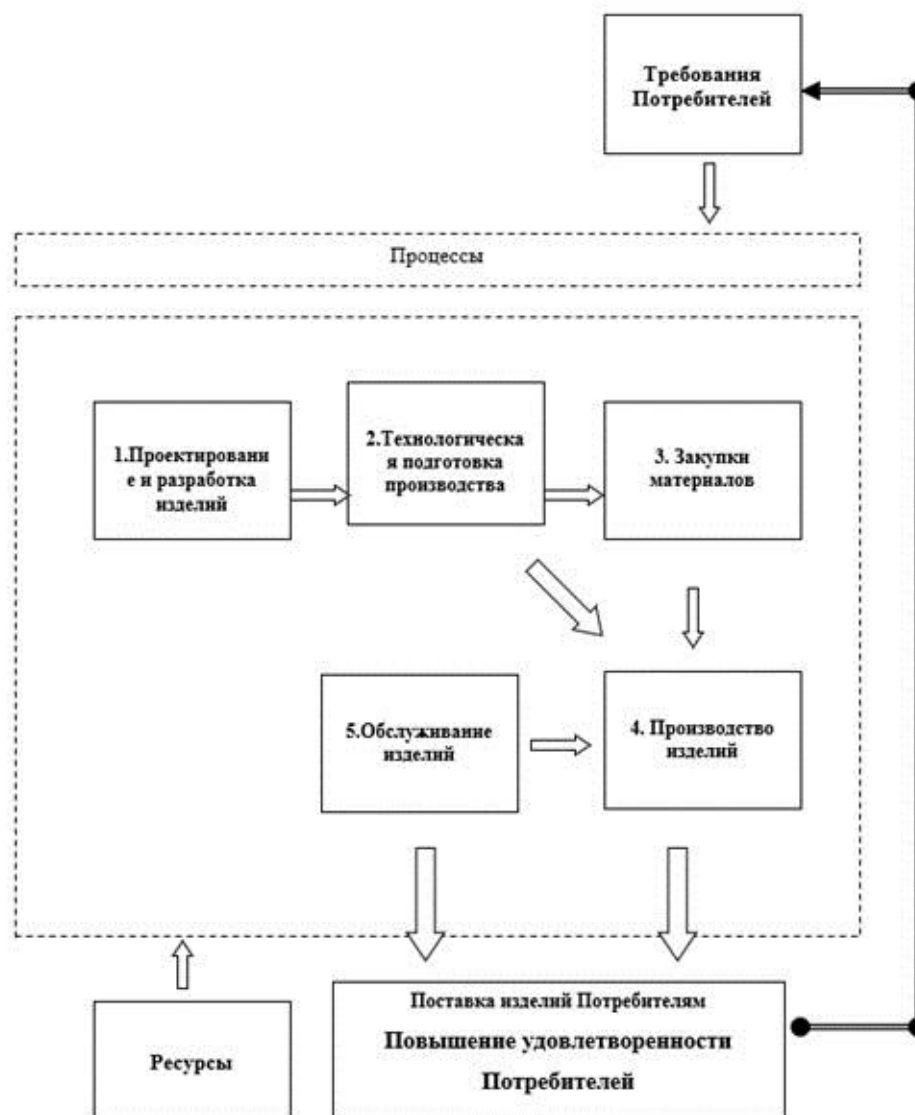 Требования
Потребителей
Процессы
1.Проектировани
е и разработка
изделий
2.Технологическа
я подготовка
производства
3. Закупки
материалов
5.Обслуживание
изделий
4. Производство
изделий
Ресурсы
Поставка изделий Потребителям
Повышение удовлетворенности
Потребителей